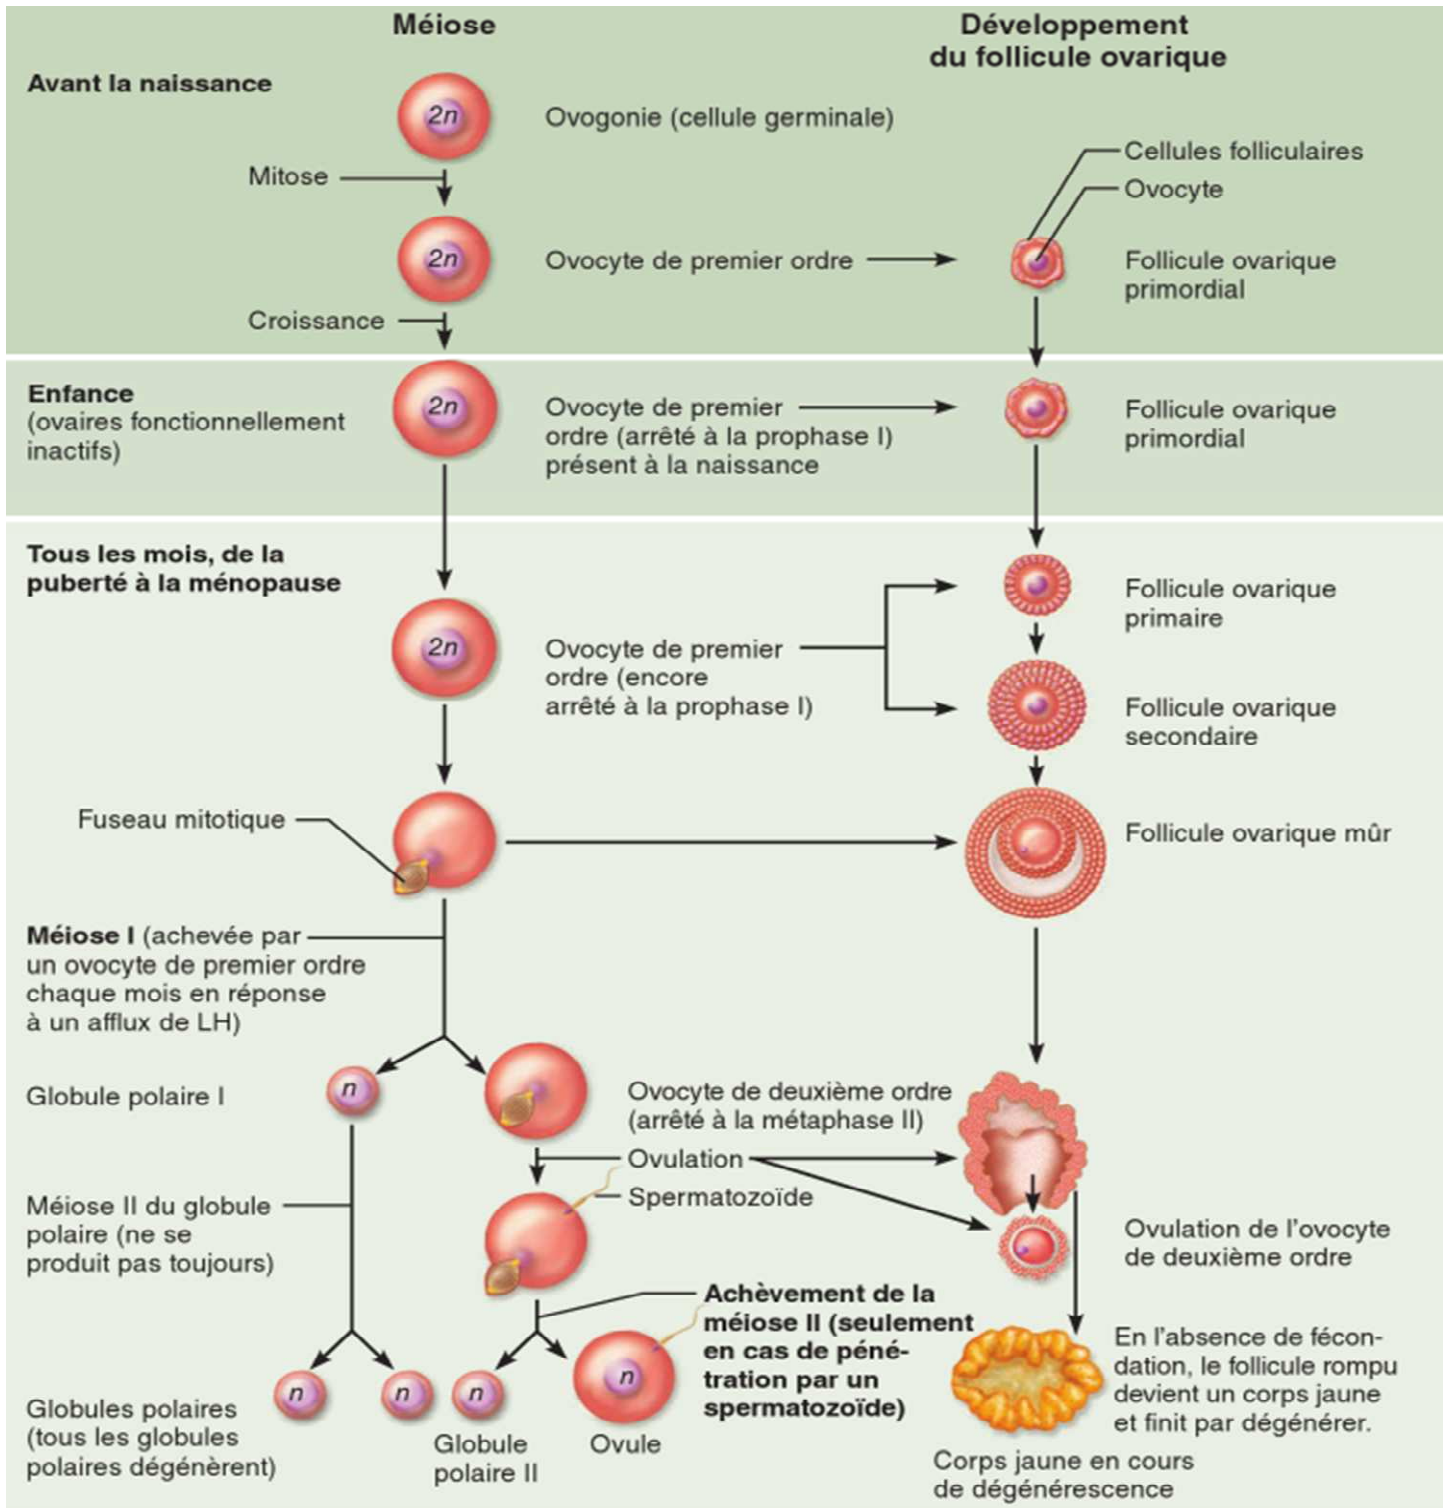 Méiose
Développement
du follicule ovarique
Avant la naissance
2n
Ovogonie (cellule germinale)
Mitose
Cellules folliculaires
Ovocyte
2n
Ovocyte de premier ordre
Follicule ovarique
primordial
Croissance
Enfance
(ovaires fonctionnellement
inactifs)
2n
Ovocyte de premier
ordre (arrêté à la prophase I)
présent à la naissance
Follicule ovarique
primordial
Tous les mois, de la
puberté à la ménopause
2n
Ovocyte de premier
ordre (encore
arrêté à la prophase I)
Follicule ovarique
primaire
Follicule ovarique
secondaire
Fuseau mitotique
Follicule ovarique mûr
Méiose I (achevée par
un ovocyte de premier ordre
chaque mois en réponse
à un afflux de LH)
Globule polaire I
n
Ovocyte de deuxième ordre
(arrêté à la métaphase II)
Ovulation
Spermatozoïde
Méiose II du globule
polaire (ne se
produit pas toujours)
Ovulation de l'ovocyte
de deuxième ordre
Achèvement de la
méiose II (seulement
en cas de péné-
tration par un
spermatozoïde)
En l'absence de fécon-
dation, le follicule rompu
devient un corps jaune
et finit par dégénérer.
n
n
n
n
Globules polaires
(tous les globules
polaires dégénèrent)
Globule
polaire II
Ovule
Corps jaune en cours
de dégénérescence